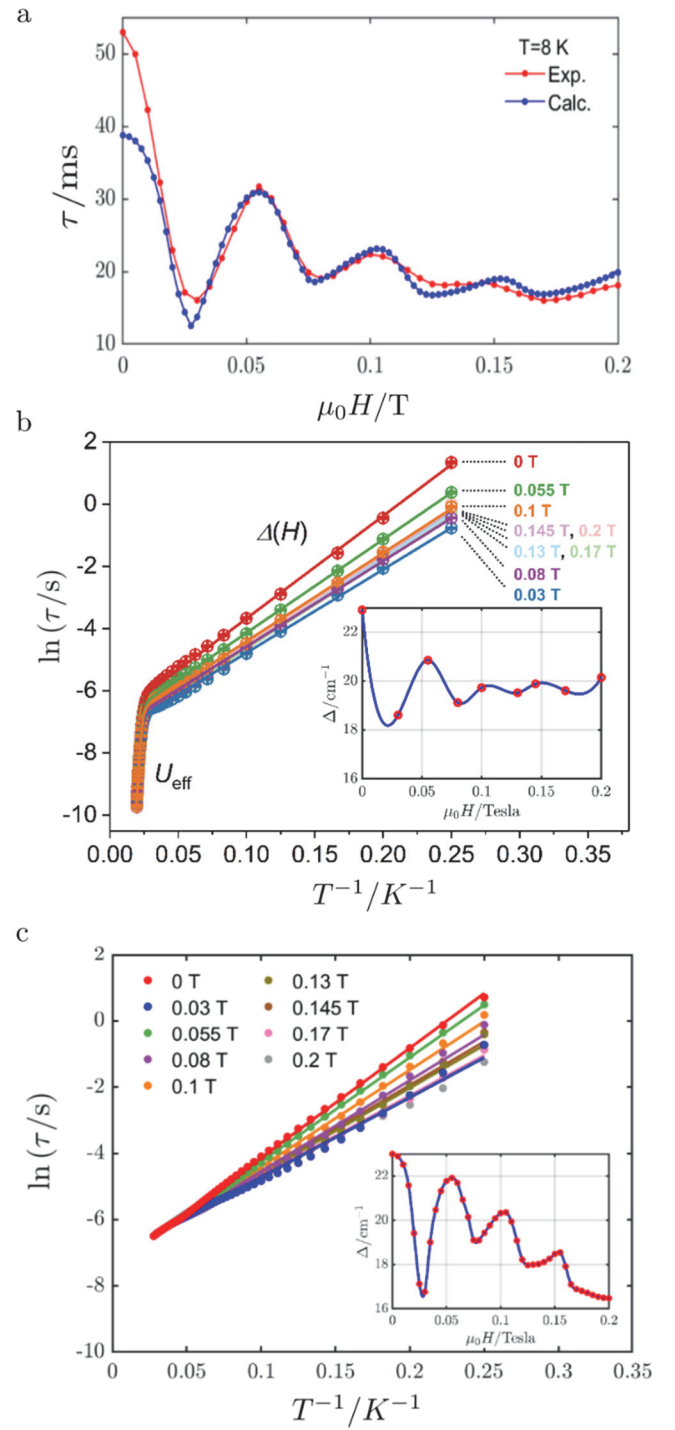 a
50
40
30
20
10
τ/ms
T=8 K
Exp.
Calc.
0
0.05
0.1
0.15
0.2
μ₀H/T
b
2
0
-2
-4
-6
-8
-10
ln (τ/s)
Δ(H)
U_eff
0 T
0.055 T
0.1 T
0.145 T, 0.2 T
0.13 T, 0.17 T
0.08 T
0.03 T
22
20
18
16
Δ/cm⁻¹
0
0.05
0.1
0.15
0.2
μ₀H/Tesla
0.00
0.05
0.10
0.15
0.20
0.25
0.30
0.35
T⁻¹/K⁻¹
c
2
0
-2
-4
-6
-8
-10
ln (τ/s)
0 T
0.03 T
0.055 T
0.08 T
0.1 T
0.13 T
0.145 T
0.17 T
0.2 T
22
20
18
16
Δ/cm⁻¹
0
0.05
0.1
0.15
0.2
μ₀H/Tesla
0
0.05
0.1
0.15
0.20
0.25
0.3
0.35
T⁻¹/K⁻¹